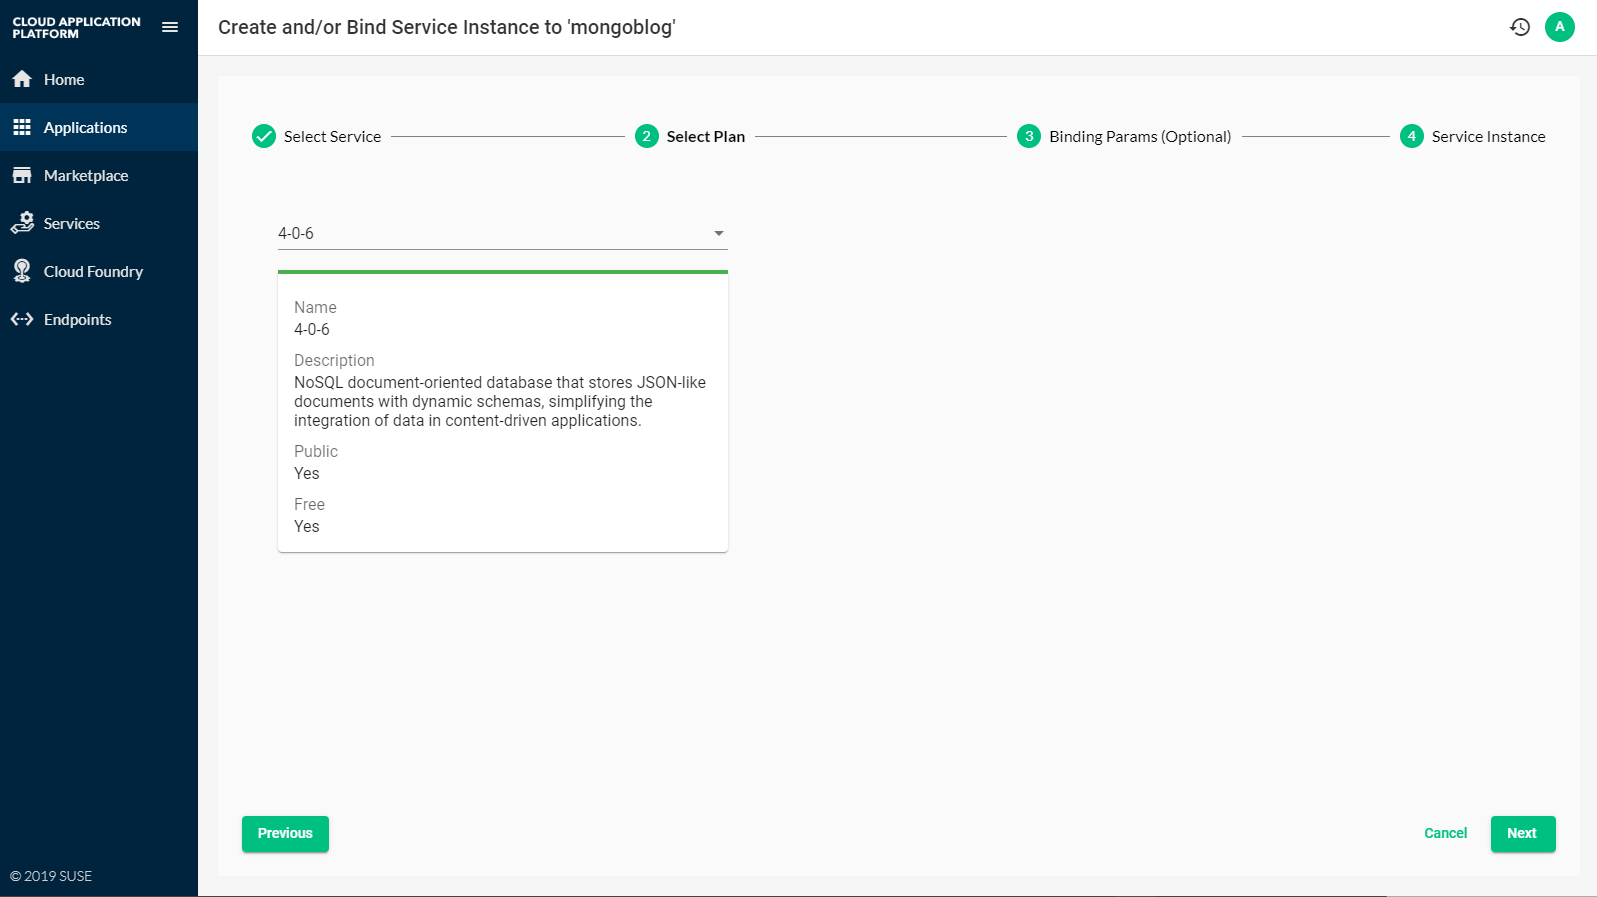 CLOUD APPLICATION
PLATFORM
Create and/or Bind Service Instance to 'mongoblog'
A
Home
Applications
Marketplace
Services
Cloud Foundry
Endpoints
Select Service
2 Select Plan
3 Binding Params (Optional)
4 Service Instance
4-0-6
Name
4-0-6
Description
NoSQL document-oriented database that stores JSON-like
documents with dynamic schemas, simplifying the
integration of data in content-driven applications.
Public
Yes
Free
Yes
Previous
Cancel
Next
© 2019 SUSE